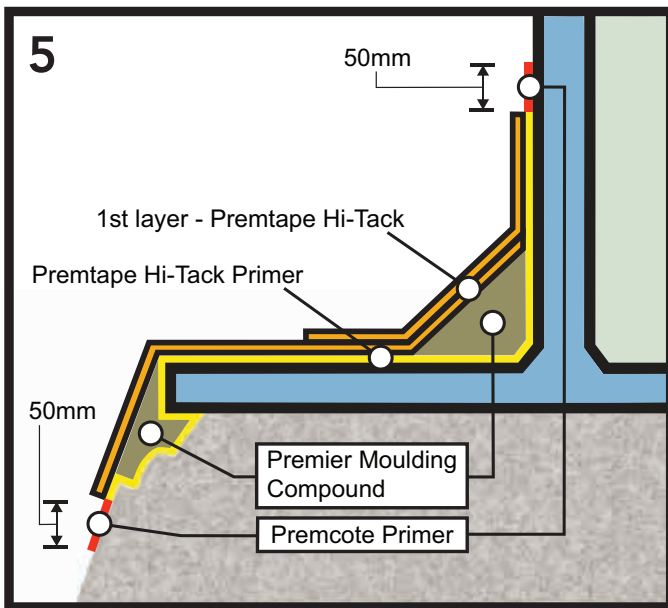 5
50mm
1st layer - Premtape Hi-Tack
Premtape Hi-Tack Primer
50mm
Premier Moulding
Compound
Premcote Primer